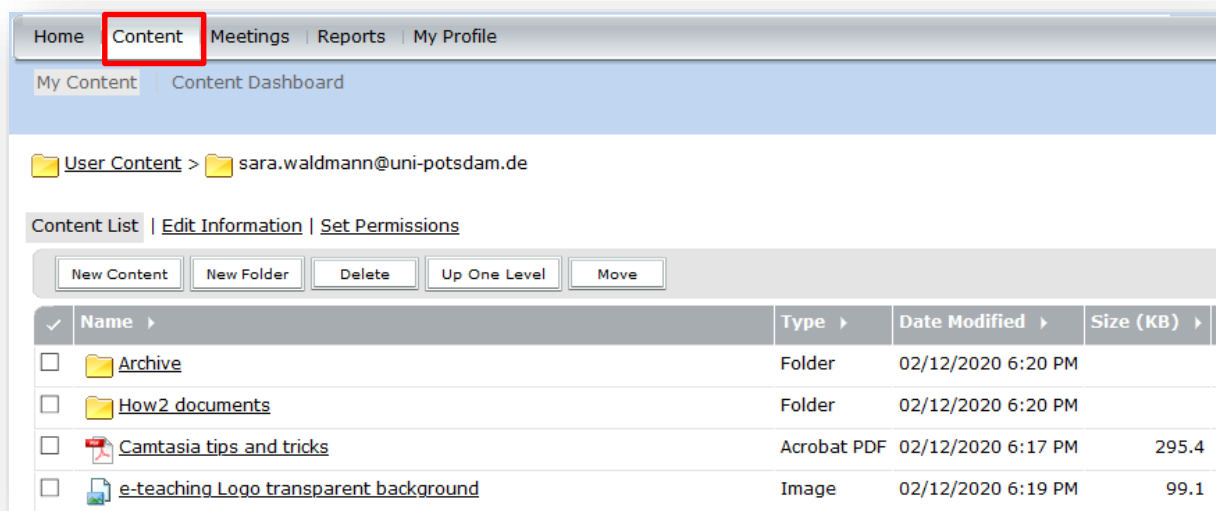 Home Content Meetings Reports My Profile
My Content Content Dashboard
User Content > sara.waldmann@uni-potsdam.de
Content List | Edit Information | Set Permissions
New Content New Folder Delete Up One Level Move
Name Type Date Modified Size (KB)
Archive Folder 02/12/2020 6:20 PM
How2 documents Folder 02/12/2020 6:20 PM
Camtasia tips and tricks Acrobat PDF 02/12/2020 6:17 PM 295.4
e-teaching Logo transparent background Image 02/12/2020 6:19 PM 99.1